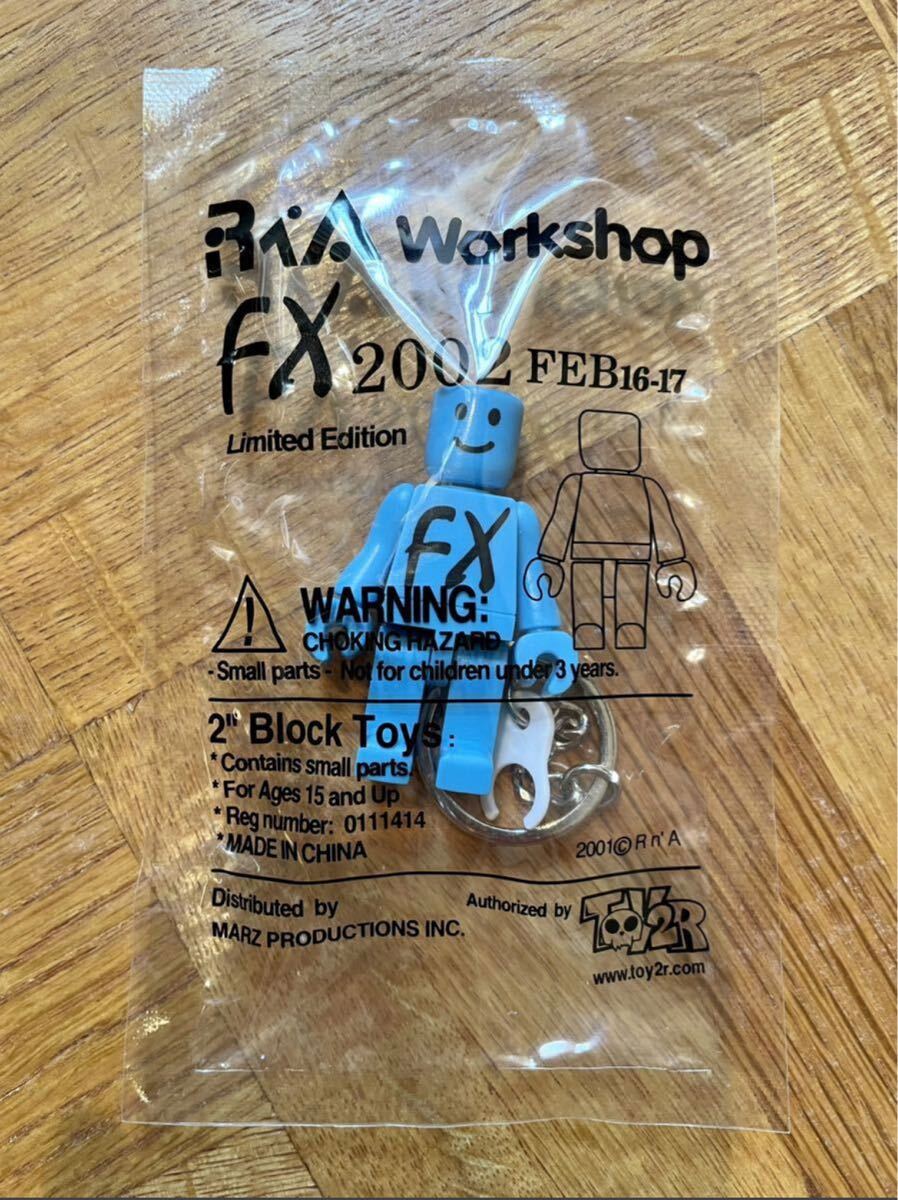 Rn'A Workshop
FX 2002 FEB16-17
Limited Edition
FX
WARNING:
CHOKING HAZARD
-Small parts - Not for children under 3 years.
2" Block Toys:
*Contains small parts.
*For Ages 15 and Up
*Reg number: 0111414
*MADE IN CHINA
2001©R n' A
Distributed by
MARZ PRODUCTIONS INC.
Authorized by TOY2R
www.toy2r.com